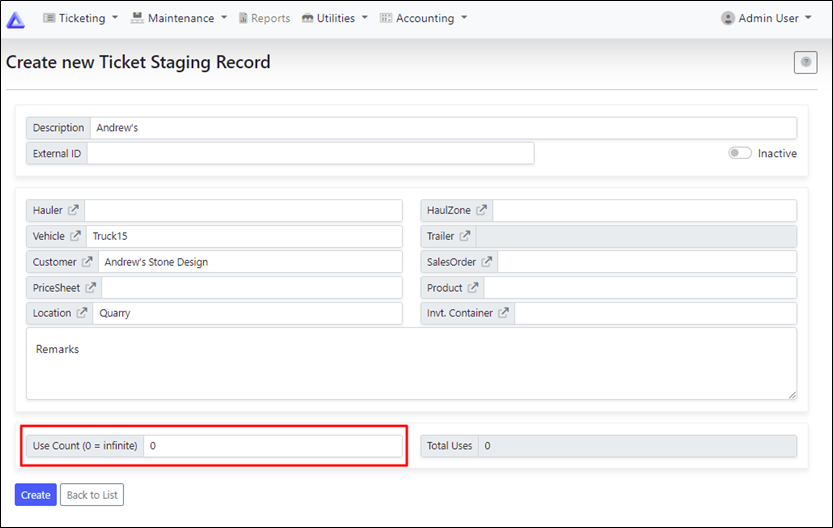 Ticketing Maintenance Reports Utilities Accounting Admin User
Create new Ticket Staging Record
Description Andrew's
External ID Inactive
Hauler HaulZone
Vehicle Truck15 Trailer
Customer Andrew's Stone Design SalesOrder
PriceSheet Product
Location Quarry Invt. Container
Remarks
Use Count (0 = infinite) 0 Total Uses 0
Create Back to List